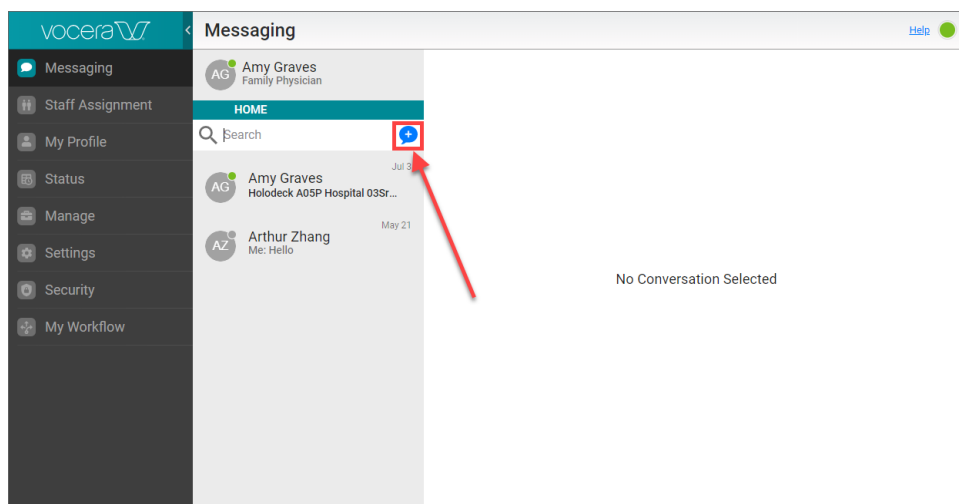 vocera
Messaging
Help
Messaging
Staff Assignment
My Profile
Status
Manage
Settings
Security
My Workflow
AG
Amy Graves
Family Physician
HOME
Search
Jul 3
AG
Amy Graves
Holodeck A05P Hospital 03Sr...
May 21
AZ
Arthur Zhang
Me: Hello
No Conversation Selected